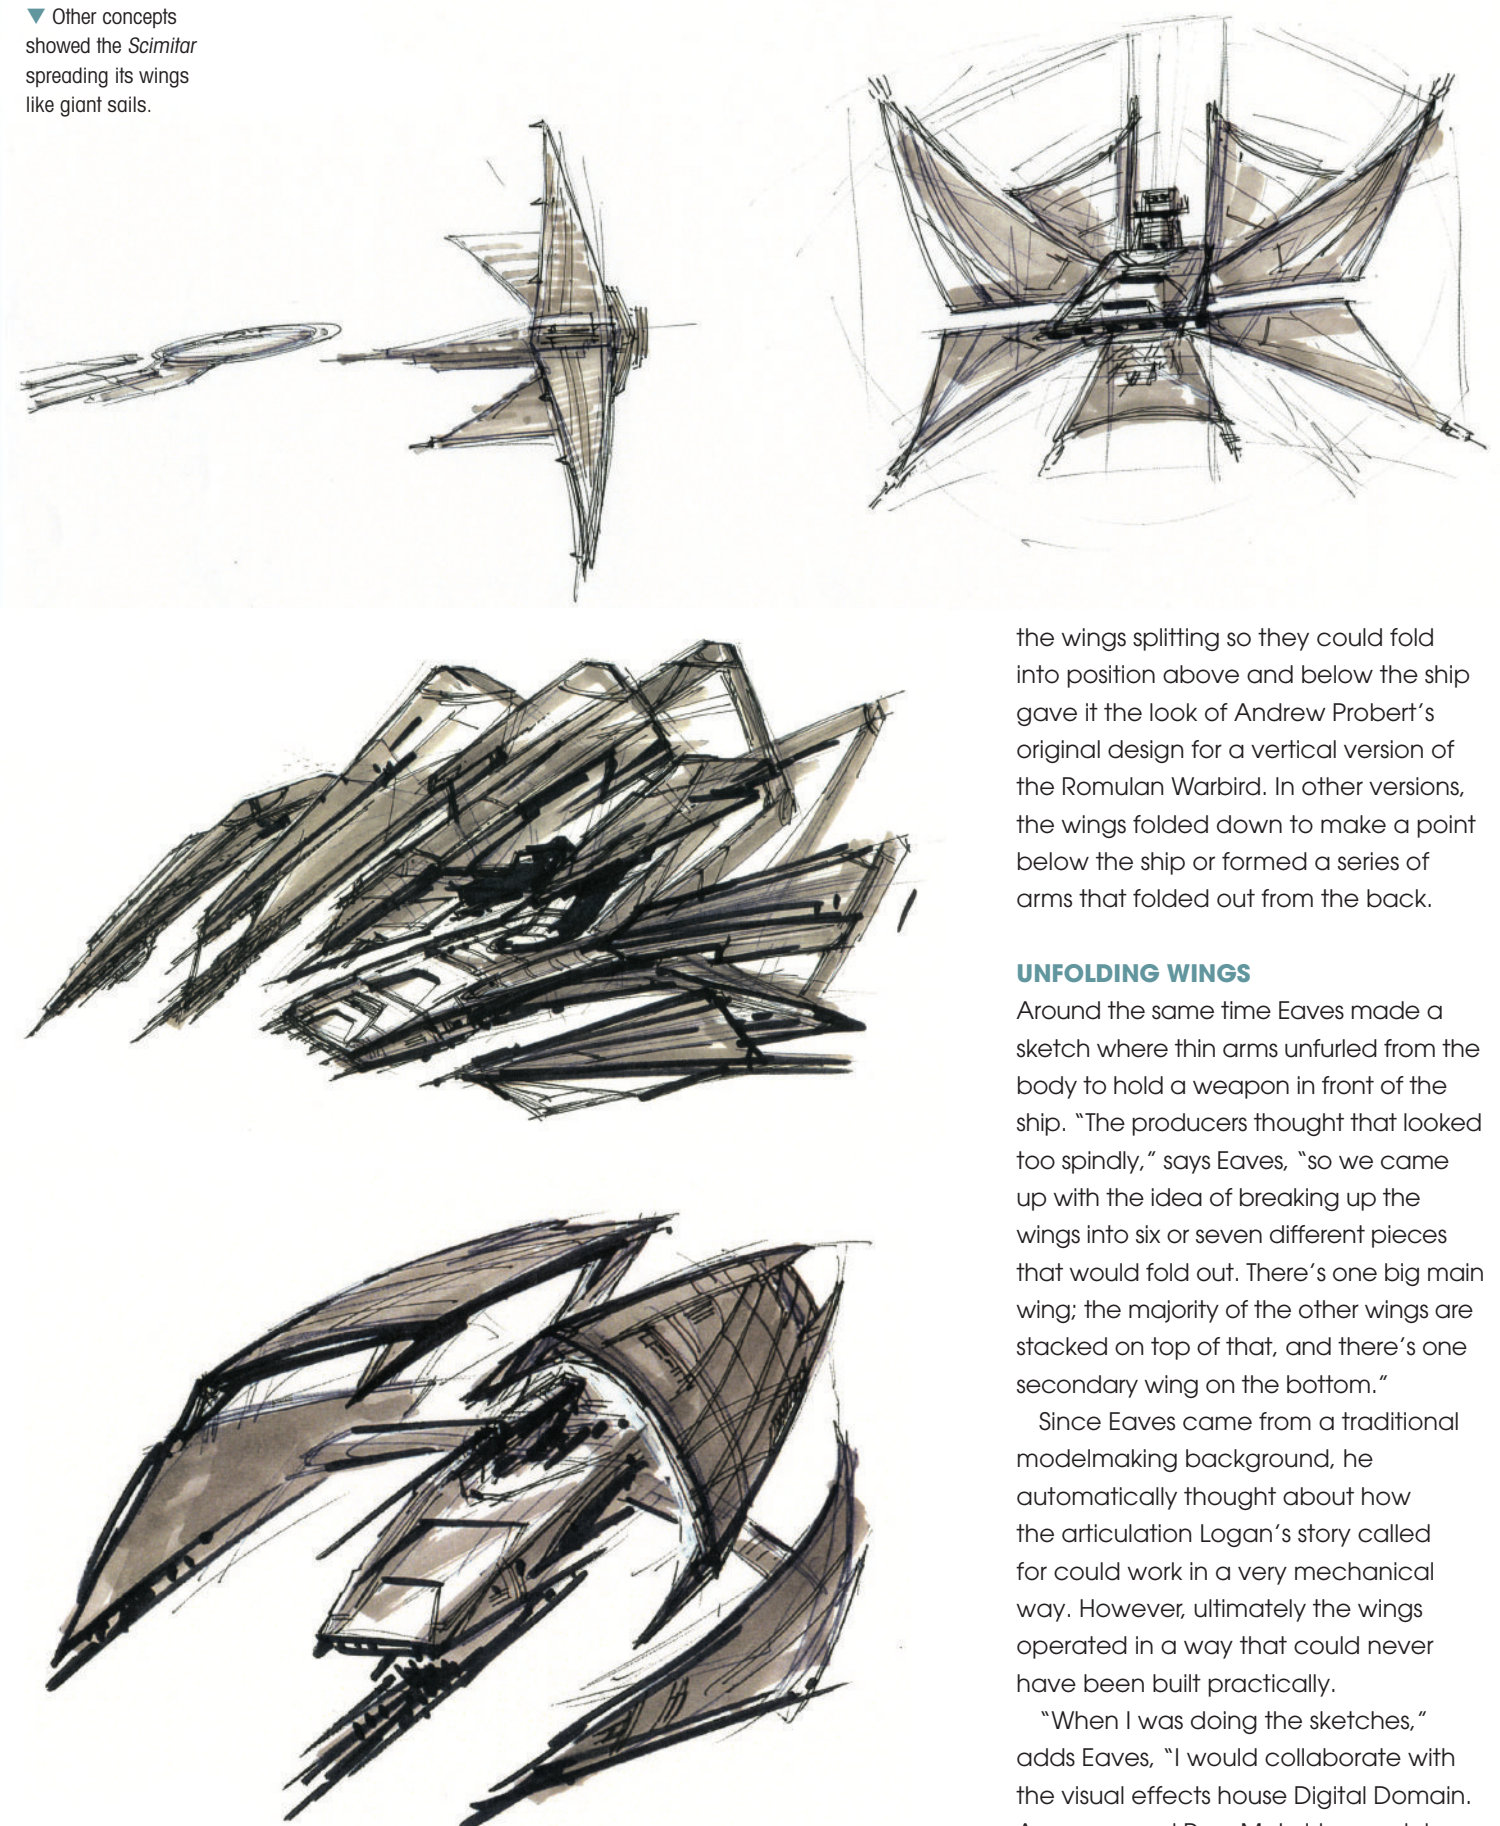 ▼ Other concepts
showed the Scimitar
spreading its wings
like giant sails.
the wings splitting so they could fold
into position above and below the ship
gave it the look of Andrew Probert’s
original design for a vertical version of
the Romulan Warbird. In other versions,
the wings folded down to make a point
below the ship or formed a series of
arms that folded out from the back.
UNFOLDING WINGS
Around the same time Eaves made a
sketch where thin arms unfurled from the
body to hold a weapon in front of the
ship. “The producers thought that looked
too spindly,” says Eaves, “so we came
up with the idea of breaking up the
wings into six or seven different pieces
that would fold out. There’s one big main
wing; the majority of the other wings are
stacked on top of that, and there’s one
secondary wing on the bottom.”
Since Eaves came from a traditional
modelmaking background, he
automatically thought about how
the articulation Logan’s story called
for could work in a very mechanical
way. However, ultimately the wings
operated in a way that could never
have been built practically.
“When I was doing the sketches,”
adds Eaves, “I would collaborate with
the visual effects house Digital Domain.